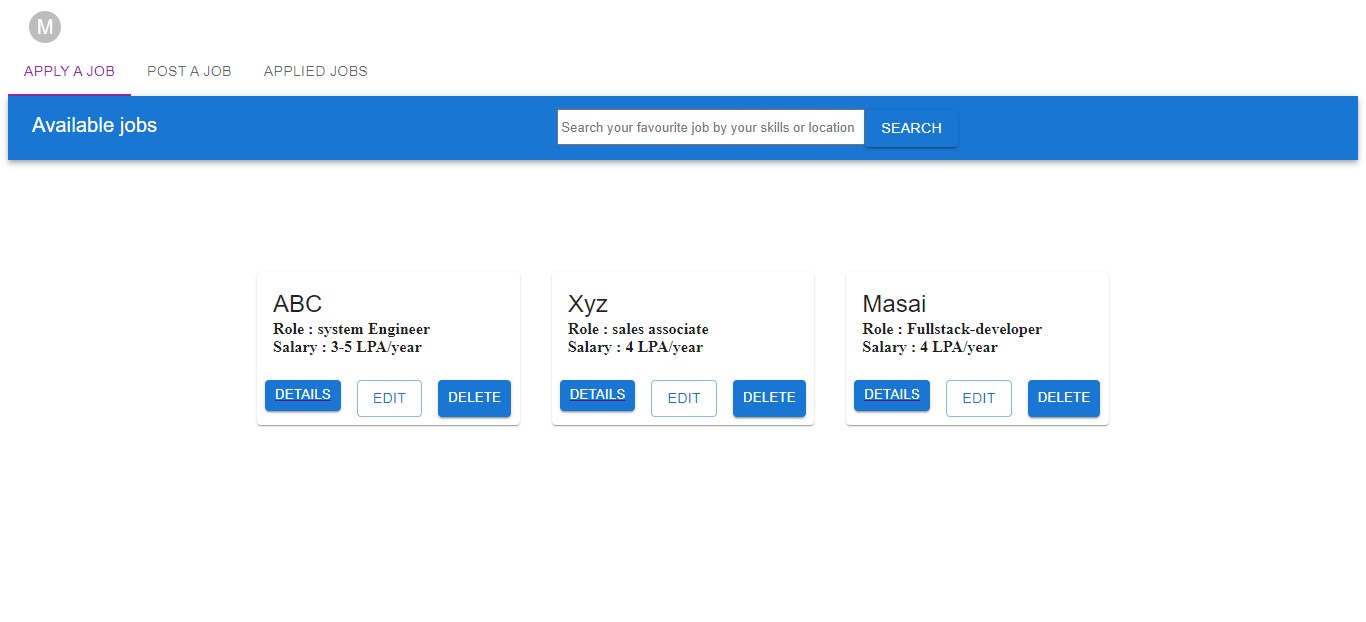 M
APPLY A JOB POST A JOB APPLIED JOBS
Available jobs Search your favourite job by your skills or location SEARCH
ABC
Role : system Engineer
Salary : 3-5 LPA/year
DETAILS EDIT DELETE
Xyz
Role : sales associate
Salary : 4 LPA/year
DETAILS EDIT DELETE
Masai
Role : Fullstack-developer
Salary : 4 LPA/year
DETAILS EDIT DELETE